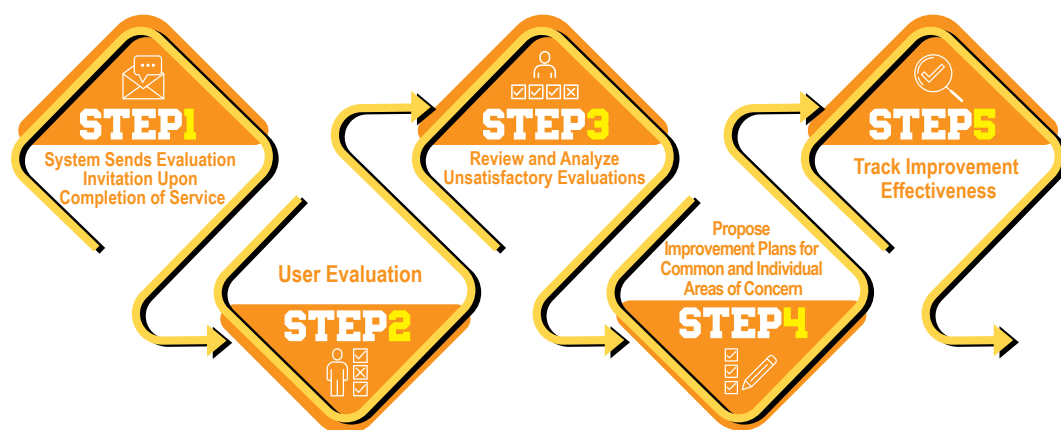 STEP1
System Sends Evaluation
Invitation Upon
Completion of Service
User Evaluation
STEP2
STEP3
Review and Analyze
Unsatisfactory Evaluations
Propose
Improvement Plans for
Common and Individual
Areas of Concern
STEP4
STEP5
Track Improvement
Effectiveness